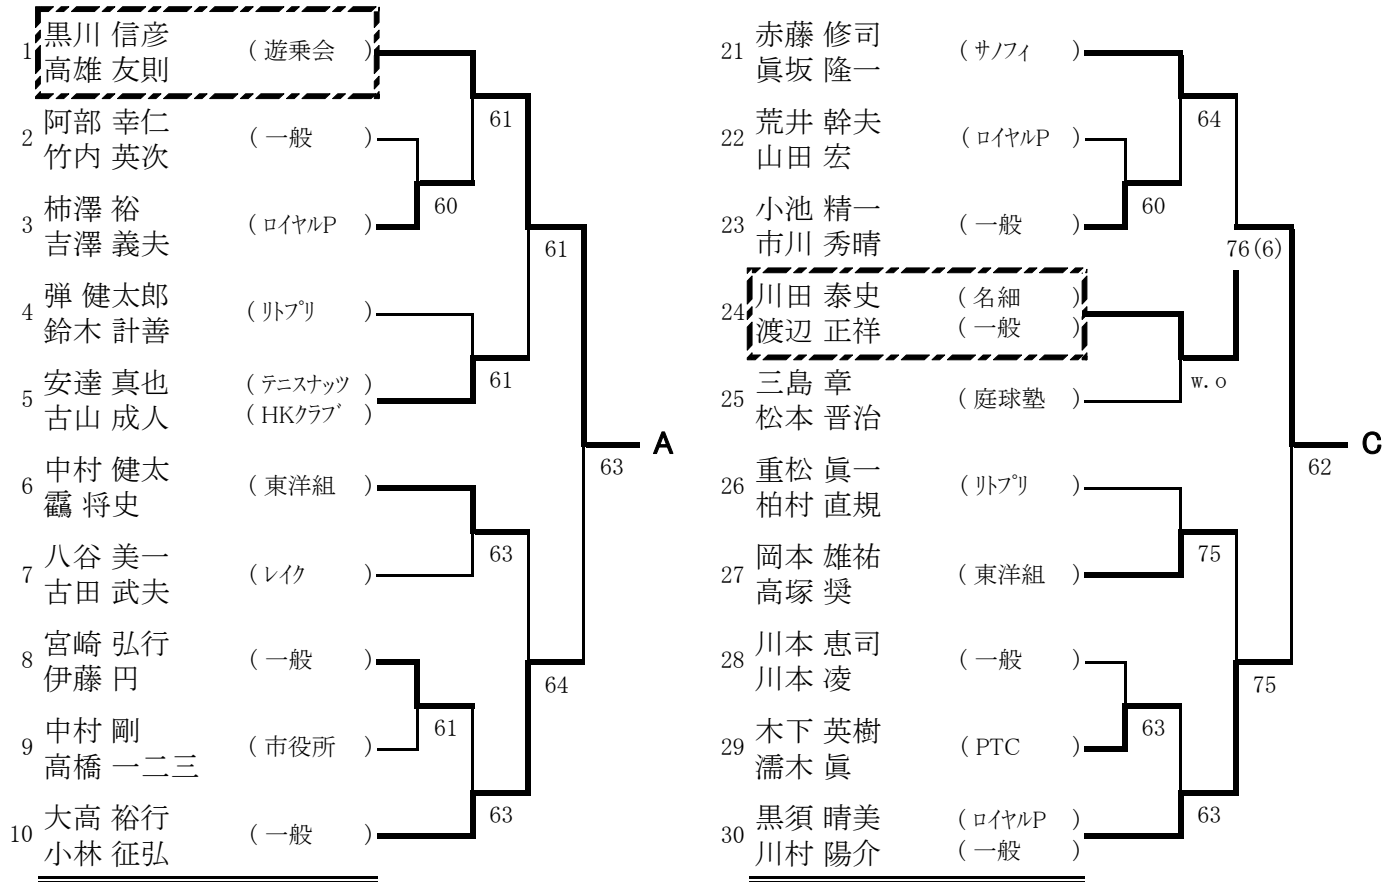 1 黒川 信彦 (遊乗会)
高雄 友則
61
2 阿部 幸仁 (一般)
竹内 英次
60
3 柿澤 裕 (ﾛｲﾔﾙP)
吉澤 義夫
61
4 弾 健太郎 (ﾘﾄﾌﾟﾘ)
鈴木 計善
5 安達 真也 (ﾃﾆｽﾅｯﾂ)
古山 成人 (HKｸﾗﾌﾞ)
61
63 A
6 中村 健太 (東洋組)
靎 将史
63
7 八谷 美一 (ﾚｲｸ)
古田 武夫
8 宮崎 弘行 (一般)
伊藤 円
64
61
9 中村 剛 (市役所)
高橋 一二三
63
10 大高 裕行 (一般)
小林 征弘
21 赤藤 修司 (ｻﾉﾌｨ)
眞坂 隆一
64
22 荒井 幹夫 (ﾛｲﾔﾙP)
山田 宏
60
23 小池 精一 (一般)
市川 秀晴
76(6)
24 川田 泰史 (名細)
渡辺 正祥 (一般)
w.o
25 三島 章 (庭球塾)
松本 晋治
62 C
26 重松 眞一 (ﾘﾄﾌﾟﾘ)
柏村 直規
75
27 岡本 雄祐 (東洋組)
高塚 奨
28 川本 恵司 (一般)
川本 凌
75
63
29 木下 英樹 (PTC)
濡木 眞
63
30 黒須 晴美 (ﾛｲﾔﾙP)
川村 陽介 (一般)